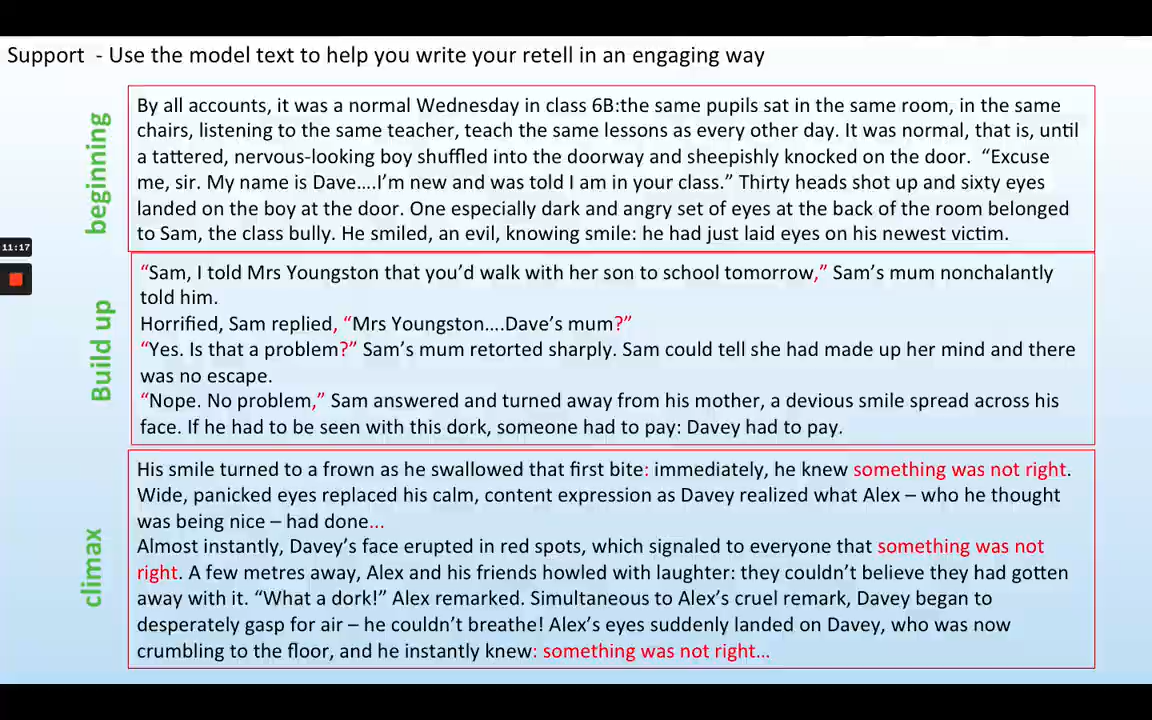 Support  - Use the model text to help you write your retell in an engaging way
beginning
By all accounts, it was a normal Wednesday in class 6B:the same pupils sat in the same room, in the same
chairs, listening to the same teacher, teach the same lessons as every other day. It was normal, that is, until
a tattered, nervous-looking boy shuffled into the doorway and sheepishly knocked on the door.  “Excuse
me, sir. My name is Dave....I’m new and was told I am in your class.” Thirty heads shot up and sixty eyes
landed on the boy at the door. One especially dark and angry set of eyes at the back of the room belonged
to Sam, the class bully. He smiled, an evil, knowing smile: he had just laid eyes on his newest victim.
11:17
Build up
“Sam, I told Mrs Youngston that you’d walk with her son to school tomorrow,” Sam’s mum nonchalantly
told him.
Horrified, Sam replied, “Mrs Youngston....Dave’s mum?”
“Yes. Is that a problem?” Sam’s mum retorted sharply. Sam could tell she had made up her mind and there
was no escape.
“Nope. No problem,” Sam answered and turned away from his mother, a devious smile spread across his
face. If he had to be seen with this dork, someone had to pay: Davey had to pay.
climax
His smile turned to a frown as he swallowed that first bite: immediately, he knew something was not right.
Wide, panicked eyes replaced his calm, content expression as Davey realized what Alex – who he thought
was being nice – had done...
Almost instantly, Davey’s face erupted in red spots, which signaled to everyone that something was not
right. A few metres away, Alex and his friends howled with laughter: they couldn’t believe they had gotten
away with it. “What a dork!” Alex remarked. Simultaneous to Alex’s cruel remark, Davey began to
desperately gasp for air – he couldn’t breathe! Alex’s eyes suddenly landed on Davey, who was now
crumbling to the floor, and he instantly knew: something was not right...